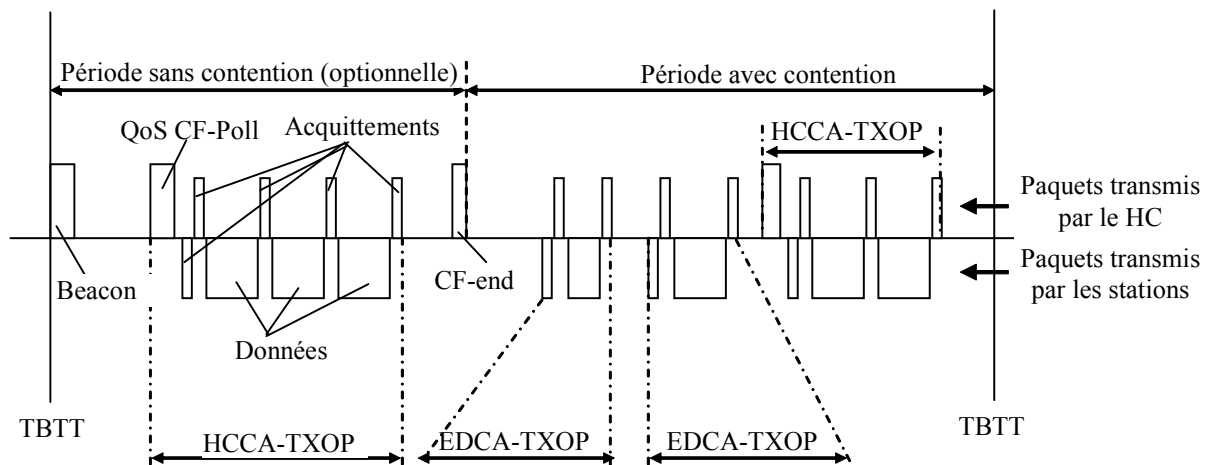 Période sans contention (optionnelle)
Période avec contention
QoS CF-Poll
Acquittements
HCCA-TXOP
Paquets transmis
par le HC
Beacon
CF-end
Paquets transmis
par les stations
Données
TBTT
HCCA-TXOP
EDCA-TXOP
EDCA-TXOP
TBTT